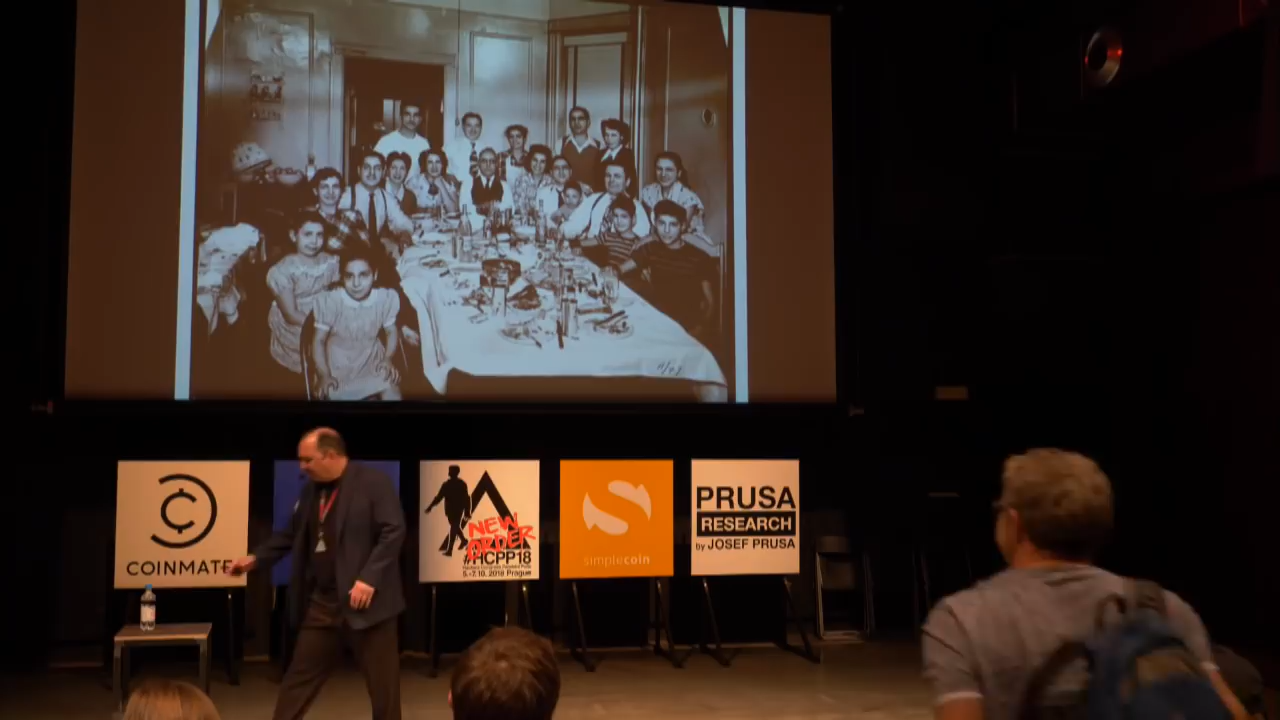 COINMATE
NEW
ORDER
#HCPP18
5.-7. 10. 2018 Prague
simplecoin
PRUSA
RESEARCH
by JOSEF PRUSA